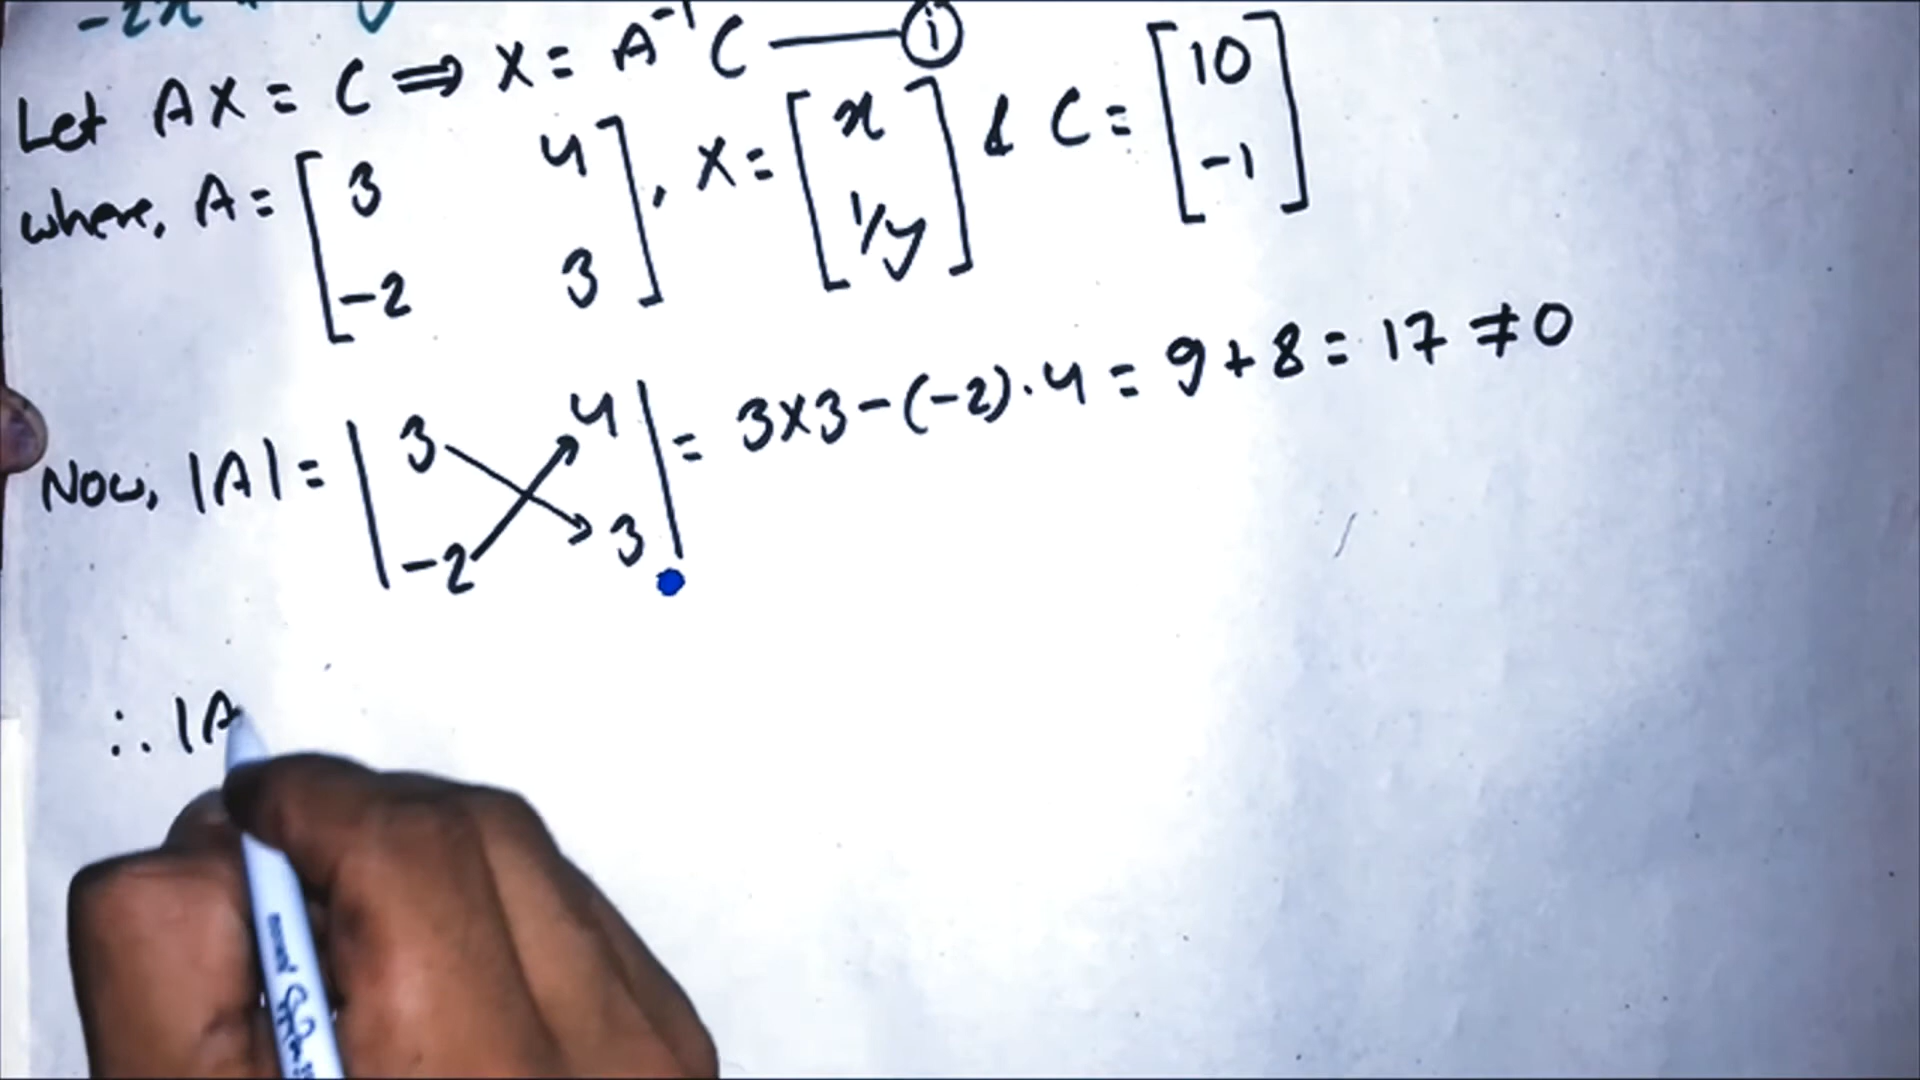 -2x
Let AX = C ⇒ X = A⁻¹C —— (i)
where, A = [3 4; -2 3], X = [x; 1/y] & C = [10; -1]
Now, |A| = |3 4; -2 3| = 3×3-(-2)·4 = 9+8 = 17 ≠ 0
∴ |A